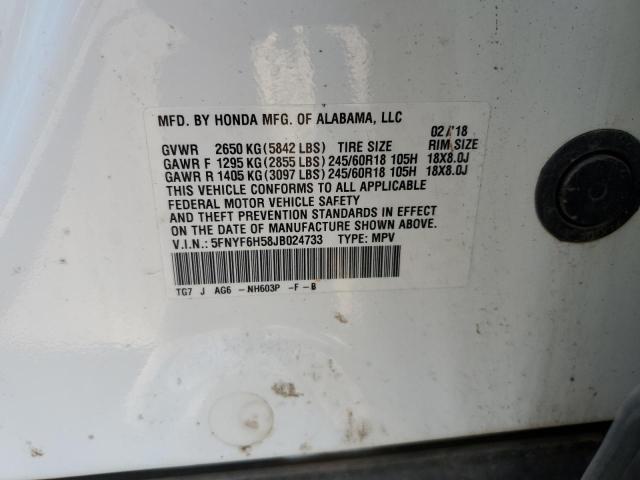 MFD. BY HONDA MFG. OF ALABAMA, LLC 02/'18
GVWR 2650 KG (5842 LBS) TIRE SIZE RIM SIZE
GAWR F 1295 KG (2855 LBS) 245/60R18 105H 18X8.0J
GAWR R 1405 KG (3097 LBS) 245/60R18 105H 18X8.0J
THIS VEHICLE CONFORMS TO ALL APPLICABLE
FEDERAL MOTOR VEHICLE SAFETY
AND THEFT PREVENTION STANDARDS IN EFFECT
ON THE DATE OF MANUFACTURE SHOWN ABOVE.
V.I.N.: 5FNYF6H58JB024733 TYPE: MPV
TG7 J AG6 -NH603P -F-B